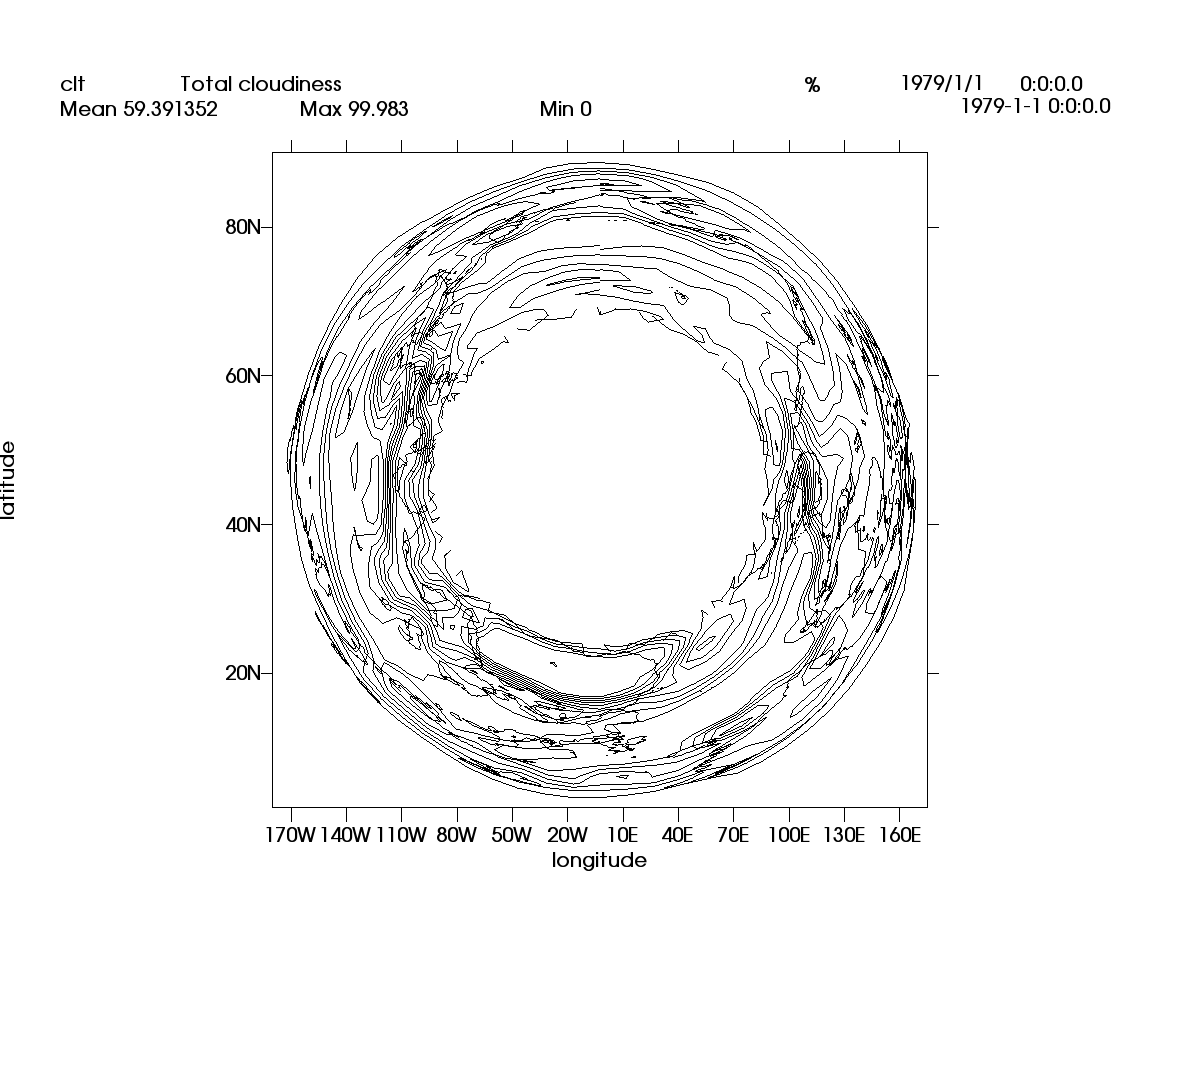 clt Total cloudiness % 1979/1/1 0:0:0.0
Mean 59.391352 Max 99.983 Min 0 1979-1-1 0:0:0.0
80N
60N
latitude
40N
20N
170W 140W 110W 80W 50W 20W 10E 40E 70E 100E 130E 160E
longitude